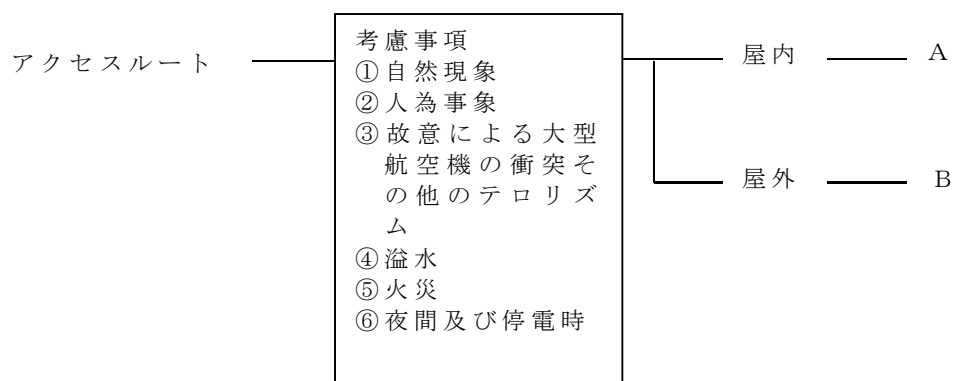 アクセスルート
考慮事項
①自然現象
②人為事象
③故意による大型
航空機の衝突そ
の他のテロリズ
ム
④溢水
⑤火災
⑥夜間及び停電時
屋内
A
屋外
B